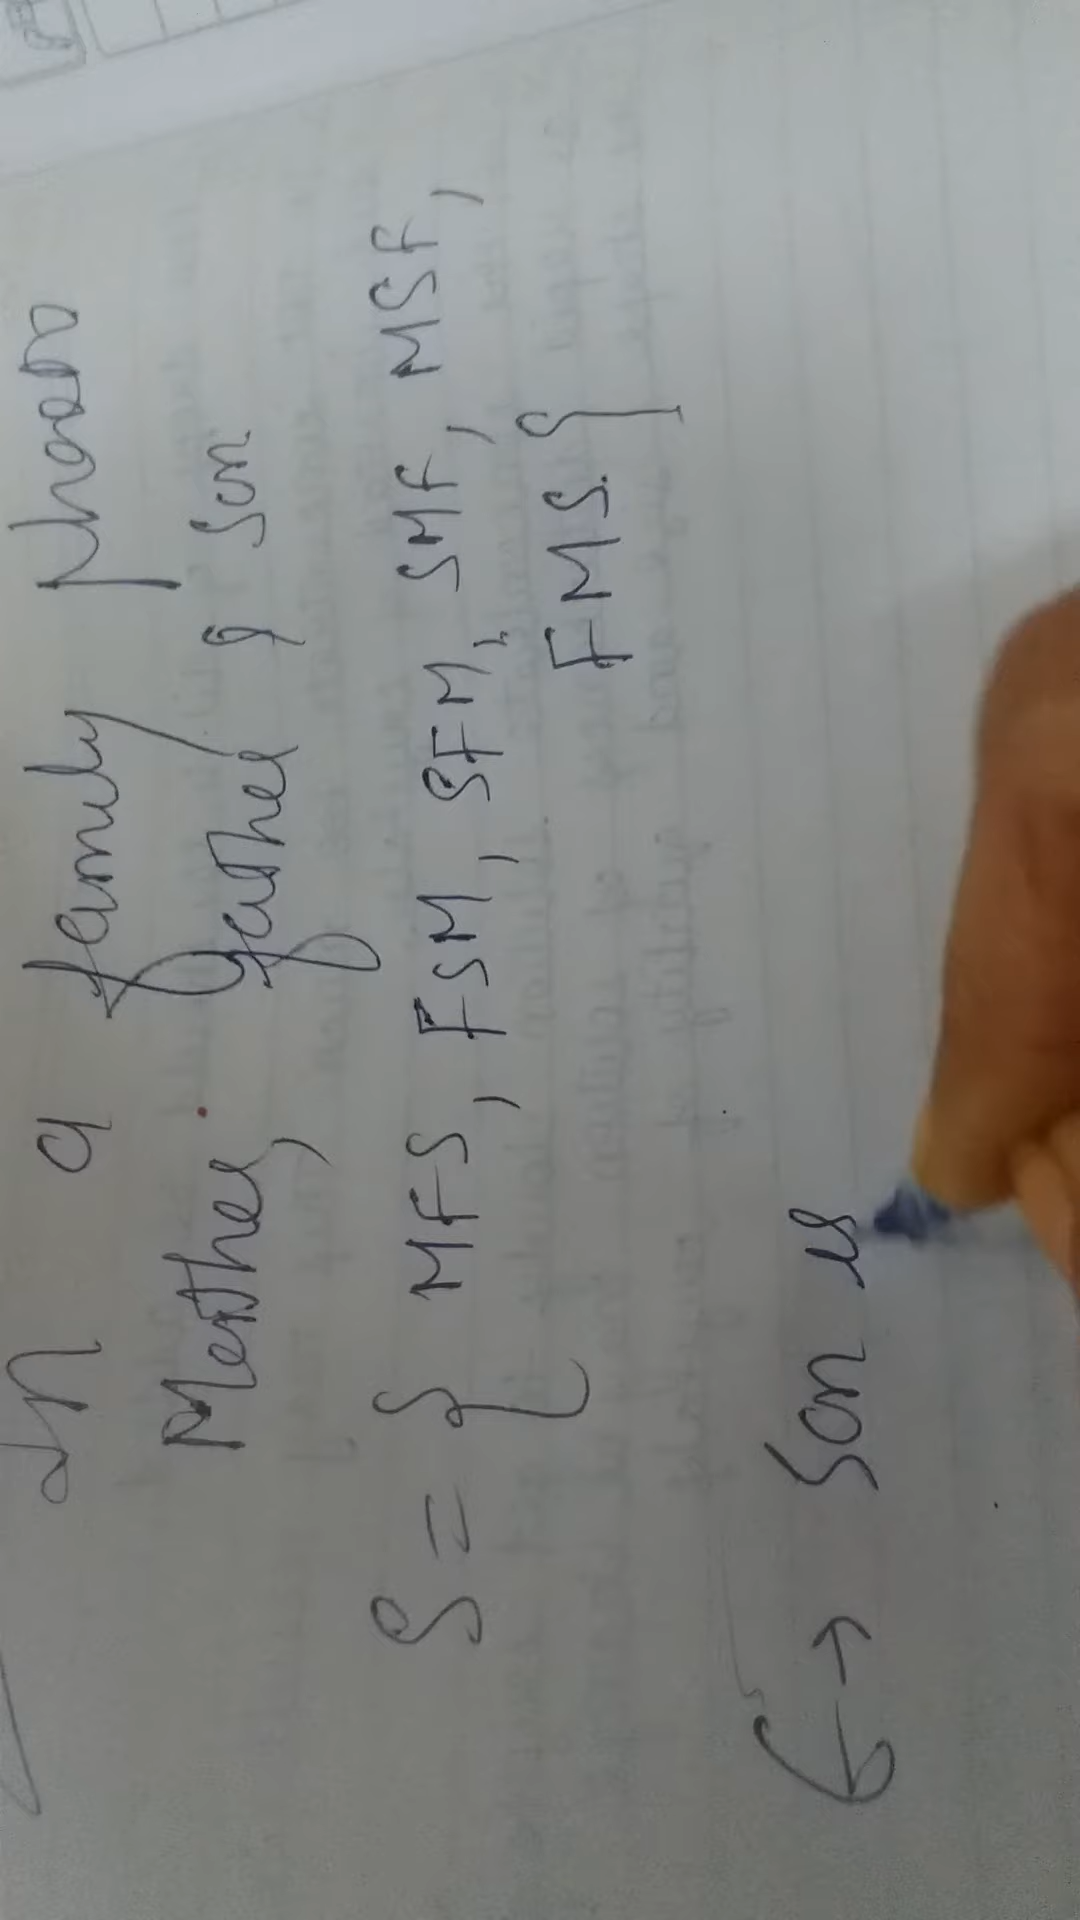 In a family
Mother, father & Son
S = { MFS, FSM, SFM, SMF, MSF,
FMS. }
E → Son is